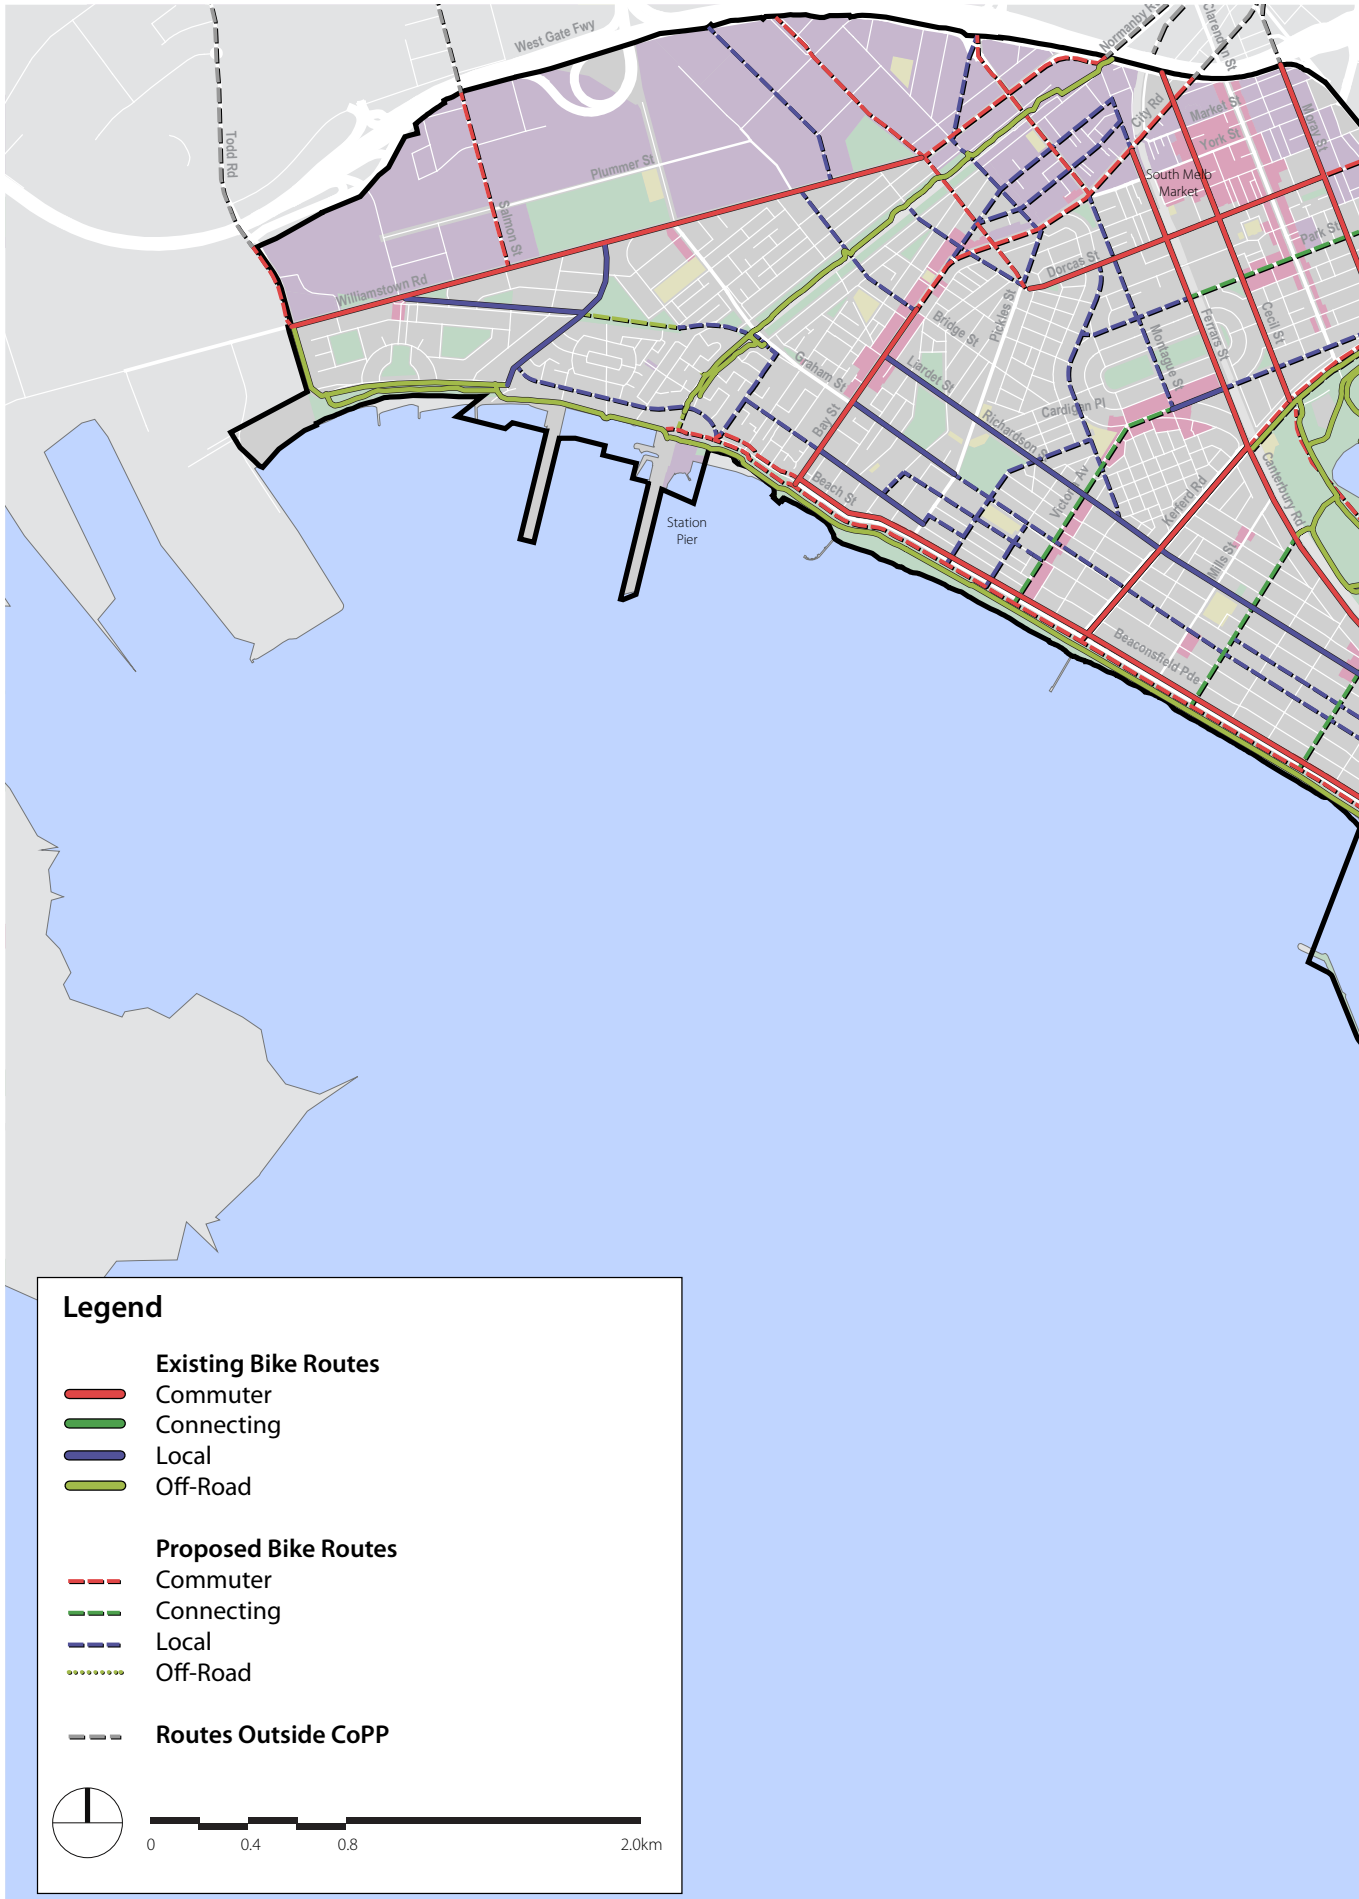 West Gate Fwy
Normanby R
Clarendon St
Todd Rd
City Rd
Market St
York St
Moray St
Plummer St
South Melb
Market
Salmon St
Park St
Dorcas St
Williamstown Rd
Pickles St
Bridge St
Montague St
Ferrars St
Cecil St
Graham St
Liardet St
Bay St
Cardigan Pl
Richardson
Victoria Av
Canterbury Rd
Kerferd Rd
Beach St
Station
Pier
Mills St
Beaconsfield Pde
Legend
Existing Bike Routes
Commuter
Connecting
Local
Off-Road
Proposed Bike Routes
Commuter
Connecting
Local
Off-Road
Routes Outside CoPP
0 0.4 0.8 2.0km